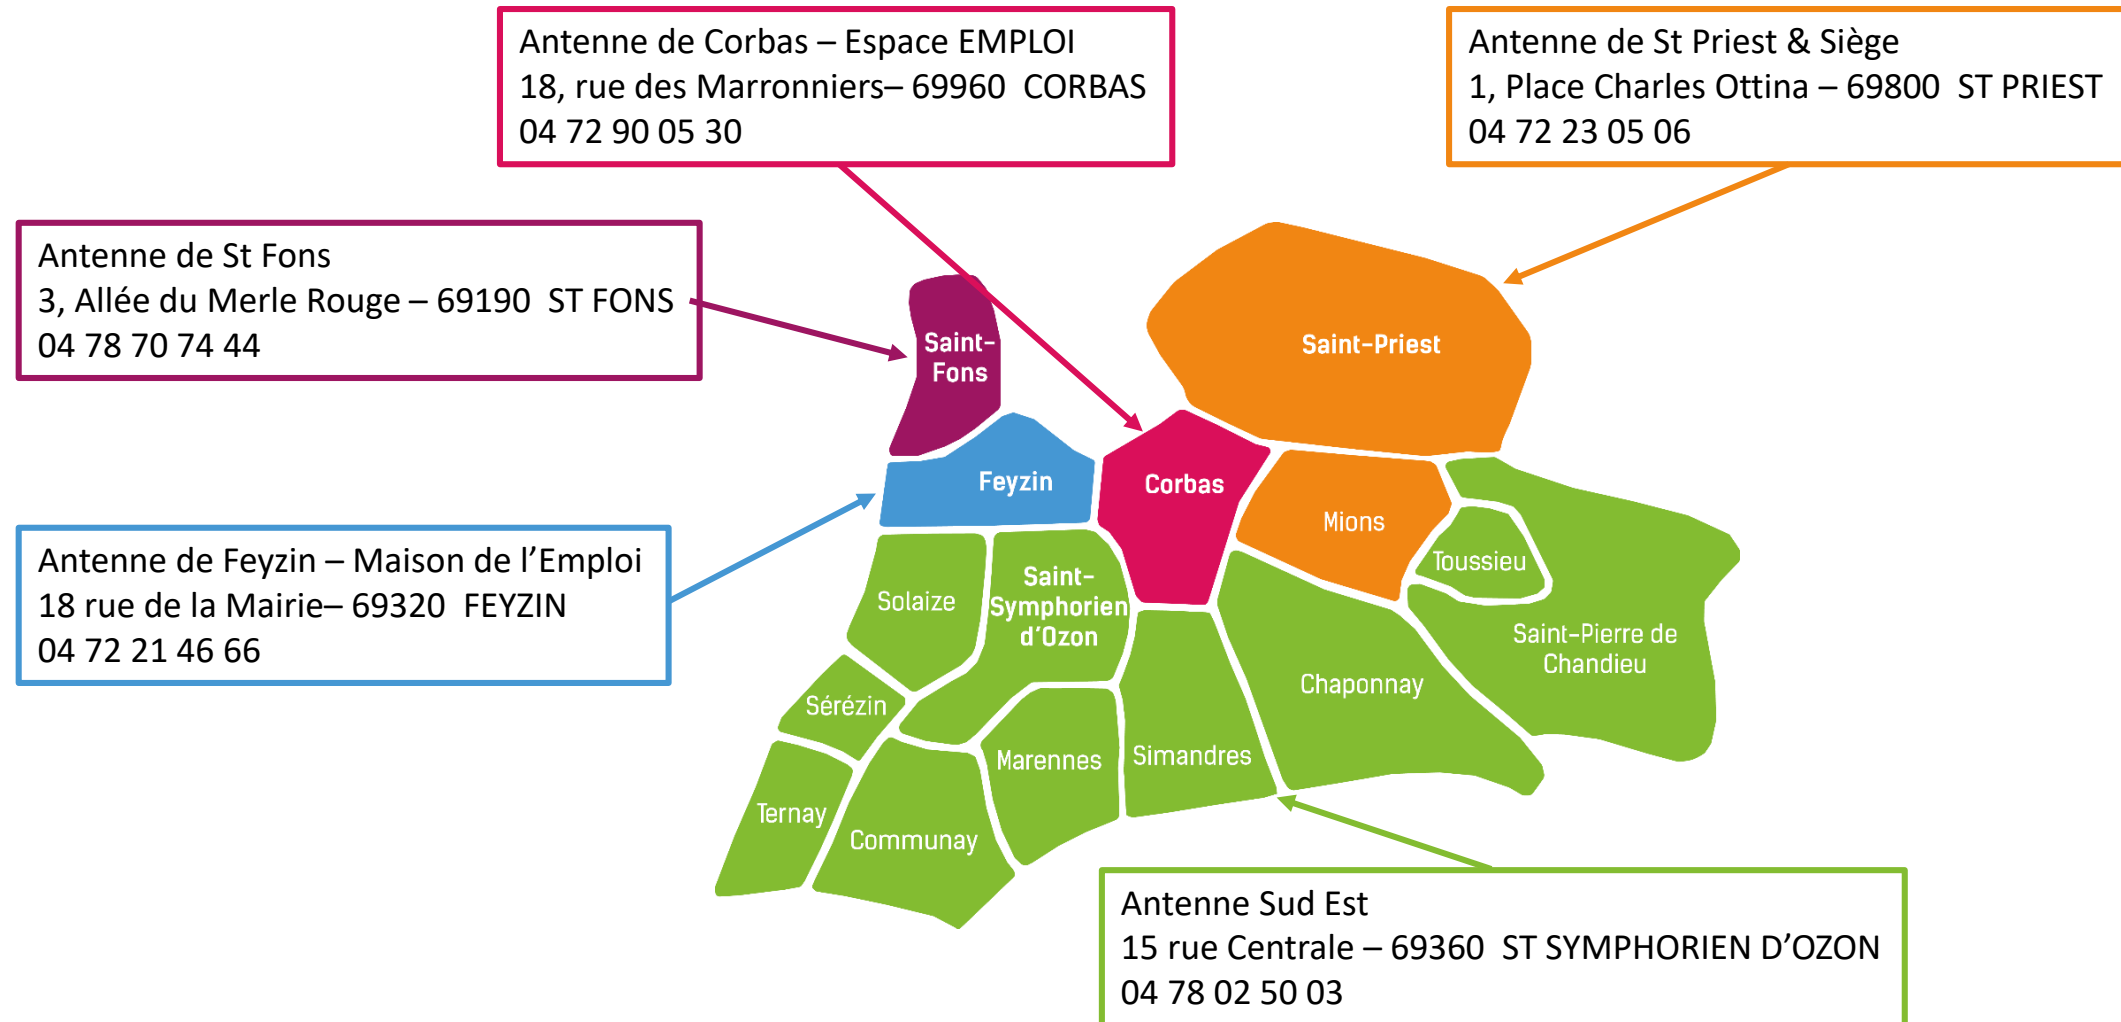 Antenne de Corbas – Espace EMPLOI
18, rue des Marronniers– 69960  CORBAS
04 72 90 05 30
Antenne de St Priest & Siège
1, Place Charles Ottina – 69800  ST PRIEST
04 72 23 05 06
Antenne de St Fons
3, Allée du Merle Rouge – 69190  ST FONS
04 78 70 74 44
Saint-
Fons
Saint-Priest
Feyzin
Corbas
Mions
Antenne de Feyzin – Maison de l’Emploi
18 rue de la Mairie– 69320  FEYZIN
04 72 21 46 66
Toussieu
Solaize
Saint-
Symphorien
d'Ozon
Saint-Pierre de
Chandieu
Chaponnay
Sérézin
Marennes
Simandres
Ternay
Communay
Antenne Sud Est
15 rue Centrale – 69360  ST SYMPHORIEN D’OZON
04 78 02 50 03